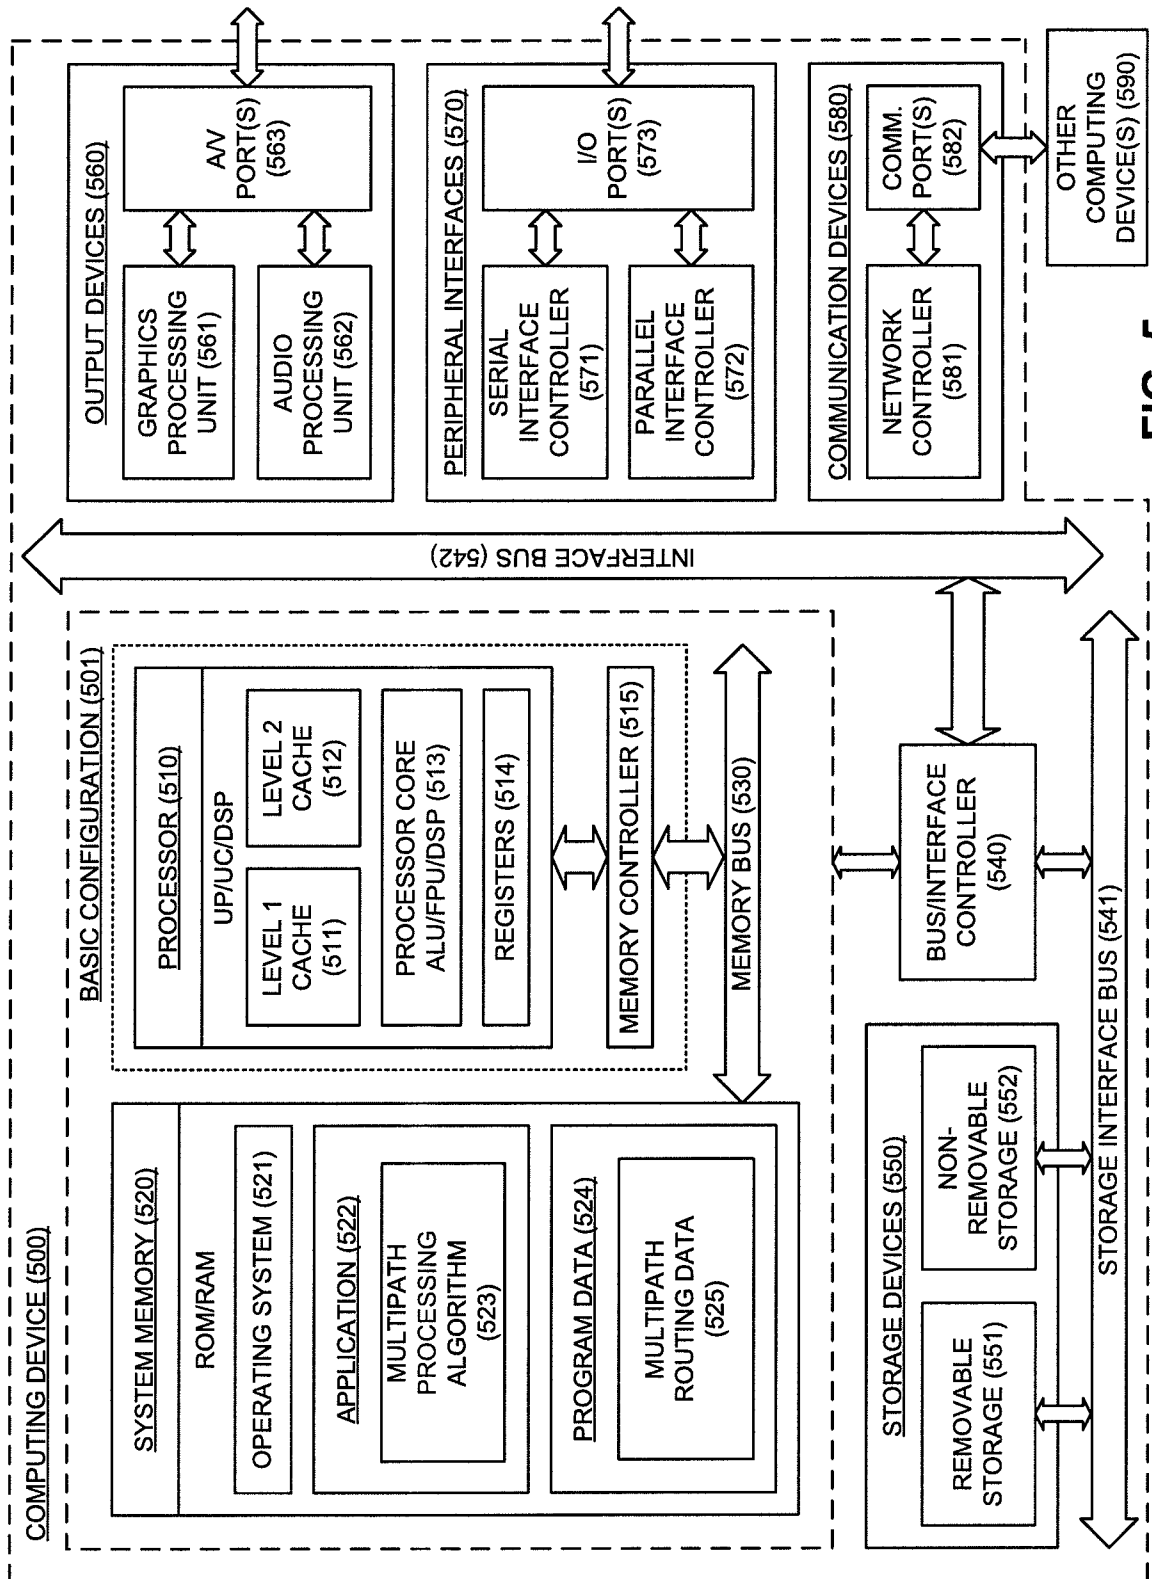 COMPUTING DEVICE (500)
BASIC CONFIGURATION (501)
SYSTEM MEMORY (520)
ROM/RAM
OPERATING SYSTEM (521)
APPLICATION (522)
MULTIPATH
PROCESSING
ALGORITHM
(523)
PROGRAM DATA (524)
MULTIPATH
ROUTING DATA
(525)
PROCESSOR (510)
UP/UC/DSP
LEVEL 1
CACHE
(511)
LEVEL 2
CACHE
(512)
PROCESSOR CORE
ALU/FPU/DSP (513)
REGISTERS (514)
MEMORY CONTROLLER (515)
MEMORY BUS (530)
BUS/INTERFACE
CONTROLLER
(540)
STORAGE DEVICES (550)
REMOVABLE
STORAGE (551)
NON-
REMOVABLE
STORAGE (552)
STORAGE INTERFACE BUS (541)
INTERFACE BUS (542)
OUTPUT DEVICES (560)
GRAPHICS
PROCESSING
UNIT (561)
AUDIO
PROCESSING
UNIT (562)
A/V
PORT(S)
(563)
PERIPHERAL INTERFACES (570)
SERIAL
INTERFACE
CONTROLLER
(571)
PARALLEL
INTERFACE
CONTROLLER
(572)
I/O
PORT(S)
(573)
COMMUNICATION DEVICES (580)
NETWORK
CONTROLLER
(581)
COMM.
PORT(S)
(582)
OTHER
COMPUTING
DEVICE(S) (590)